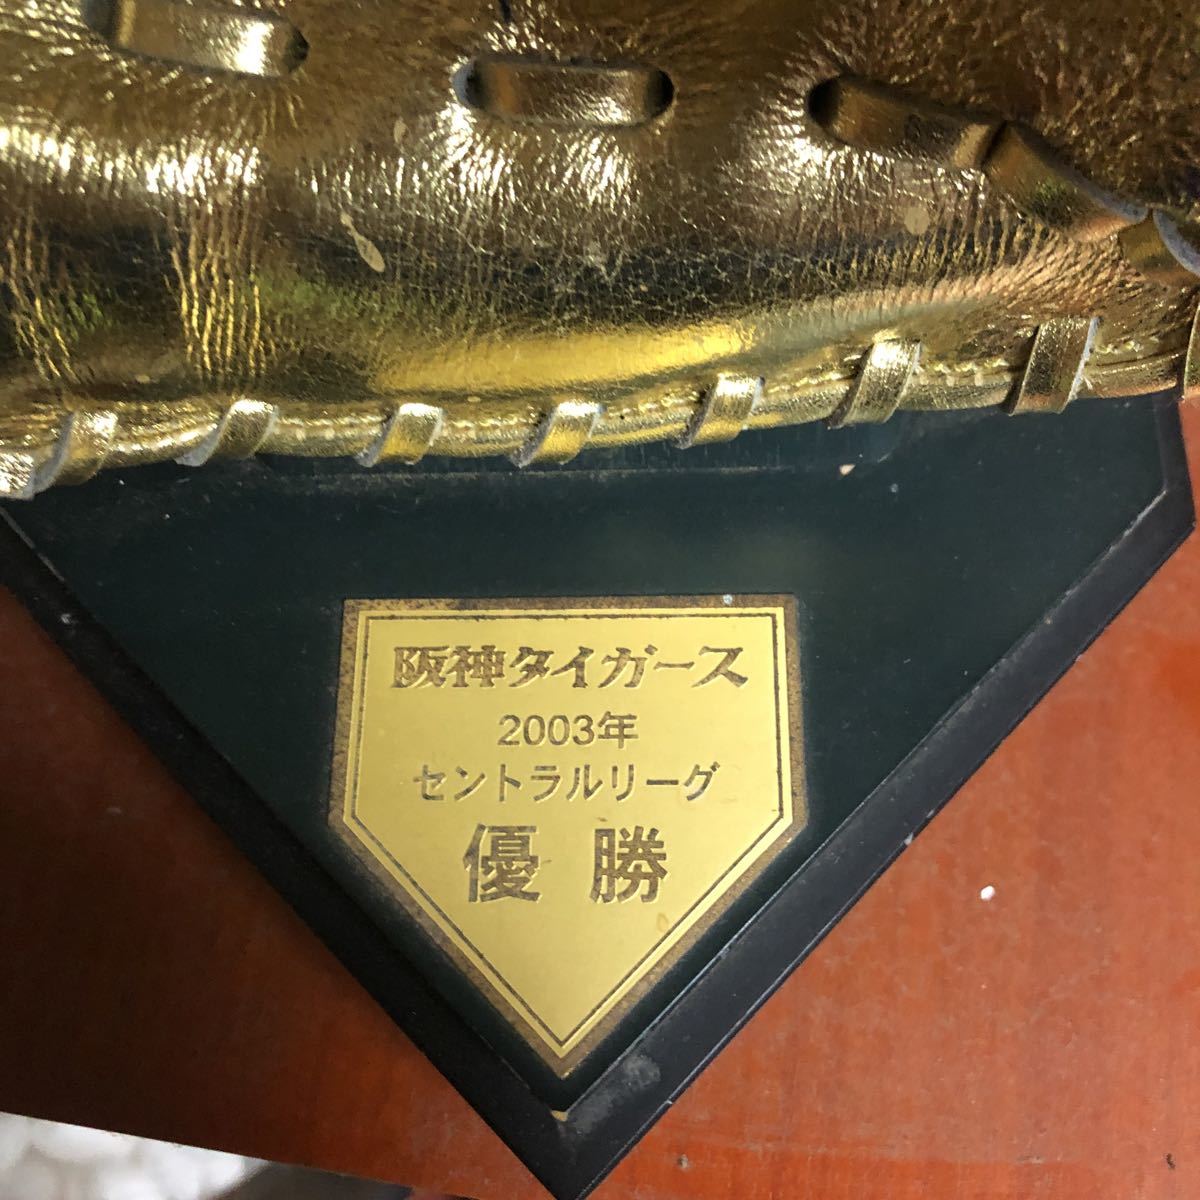 阪神タイガース
2003年
セントラルリーグ
優勝